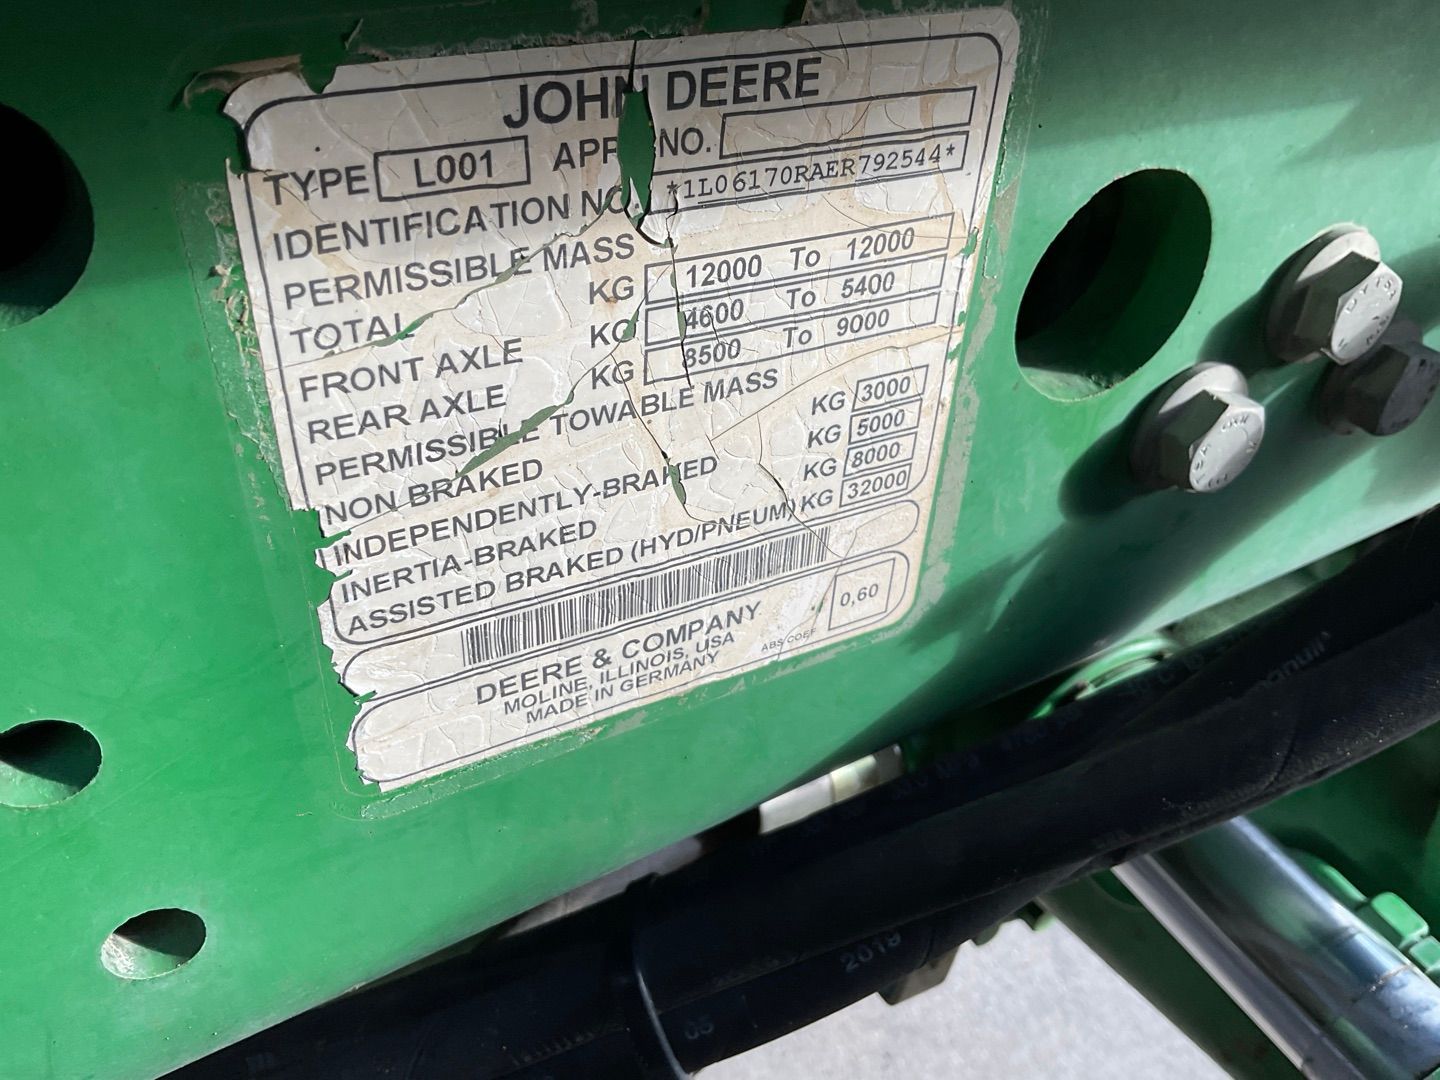 JOHN DEERE
TYPE L001 APPR NO.
IDENTIFICATION NO. *1L06170RAER792544*
PERMISSIBLE MASS
TOTAL KG 12000 To 12000
FRONT AXLE KG 4600 To 5400
REAR AXLE KG 8500 To 9000
PERMISSIBLE TOWABLE MASS
NON BRAKED KG 3000
INDEPENDENTLY-BRAKED KG 5000
INERTIA-BRAKED KG 8000
ASSISTED BRAKED (HYD/PNEUM) KG 32000
DEERE & COMPANY
MOLINE, ILLINOIS, USA
MADE IN GERMANY
ABS COEF 0,60
2019
05